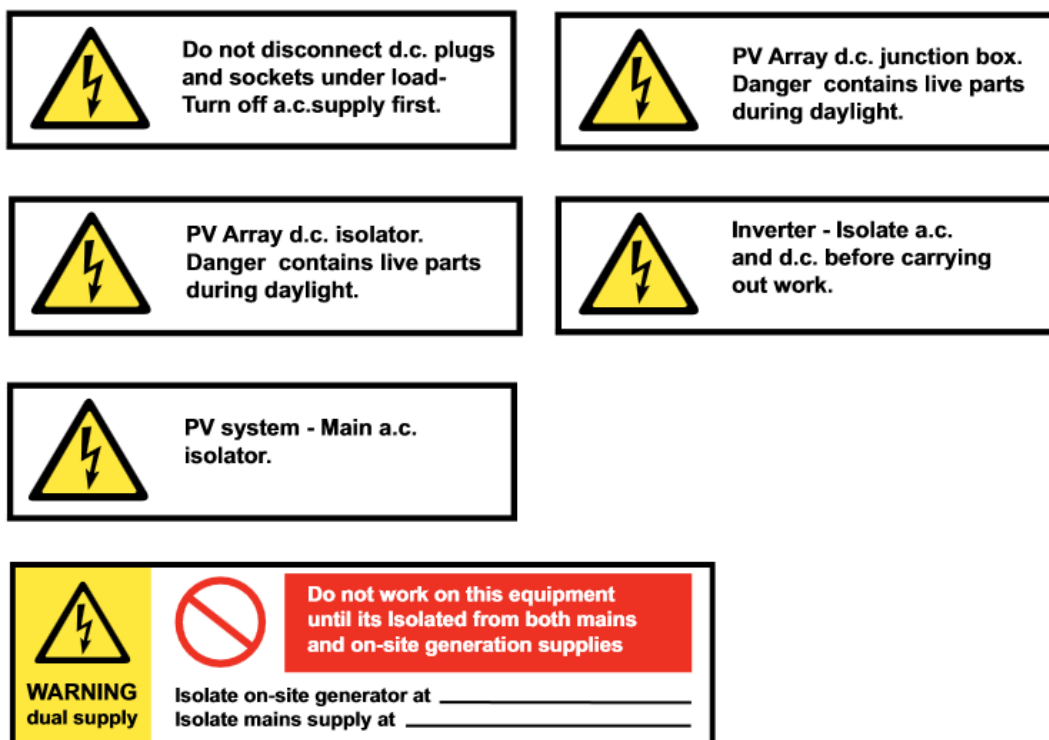 Do not disconnect d.c. plugs
and sockets under load-
Turn off a.c.supply first.
PV Array d.c. junction box.
Danger contains live parts
during daylight.
PV Array d.c. isolator.
Danger contains live parts
during daylight.
Inverter - Isolate a.c.
and d.c. before carrying
out work.
PV system - Main a.c.
isolator.
WARNING
dual supply
Do not work on this equipment
until its Isolated from both mains
and on-site generation supplies
Isolate on-site generator at
Isolate mains supply at